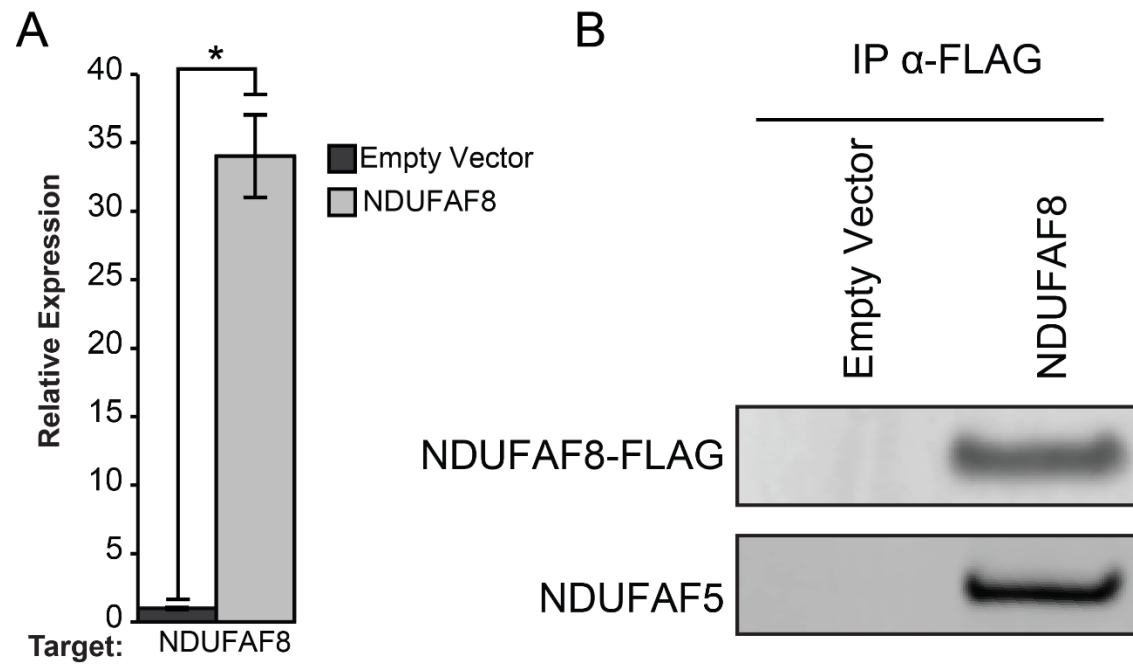 A
*
40
35
30
25
20
15
10
5
0
Relative Expression
Target:
NDUFAF8
Empty Vector
NDUFAF8
B
IP α-FLAG
Empty Vector
NDUFAF8
NDUFAF8-FLAG
NDUFAF5